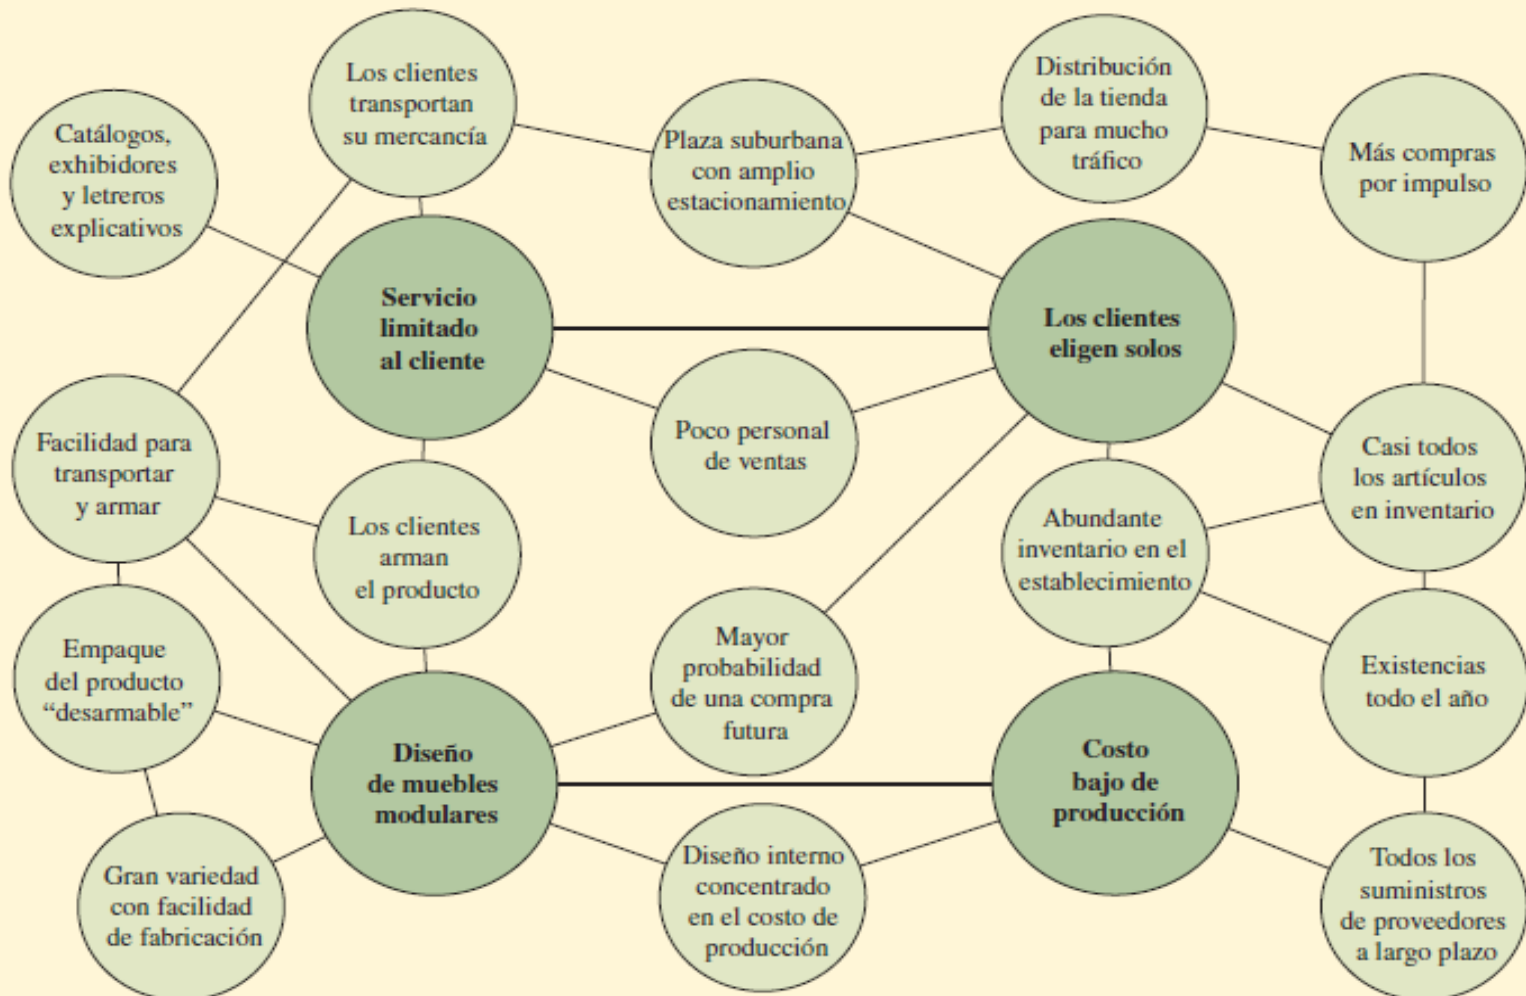 Los clientes
transportan
su mercancía
Distribución
de la tienda
para mucho
tráfico
Catálogos,
exhibidores
y letreros
explicativos
Plaza suburbana
con amplio
estacionamiento
Más compras
por impulso
Servicio
limitado
al cliente
Los clientes
eligen solos
Facilidad para
transportar
y armar
Poco personal
de ventas
Casi todos
los artículos
en inventario
Los clientes
arman
el producto
Abundante
inventario en el
establecimiento
Empaque
del producto
“desarmable”
Mayor
probabilidad
de una compra
futura
Existencias
todo el año
Diseño
de muebles
modulares
Costo
bajo de
producción
Gran variedad
con facilidad
de fabricación
Diseño interno
concentrado
en el costo de
producción
Todos los
suministros
de proveedores
a largo plazo